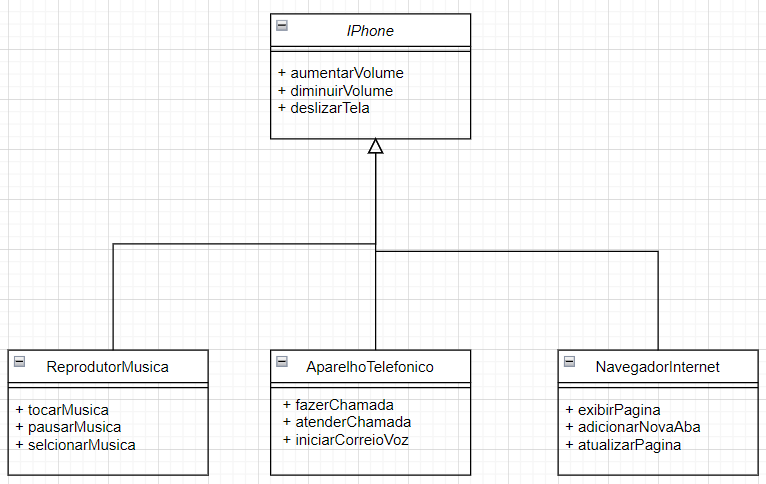 IPhone
+ aumentarVolume
+ diminuirVolume
+ deslizarTela
ReprodutorMusica
+ tocarMusica
+ pausarMusica
+ selcionarMusica
AparelhoTelefonico
+ fazerChamada
+ atenderChamada
+ iniciarCorreioVoz
NavegadorInternet
+ exibirPagina
+ adicionarNovaAba
+ atualizarPagina